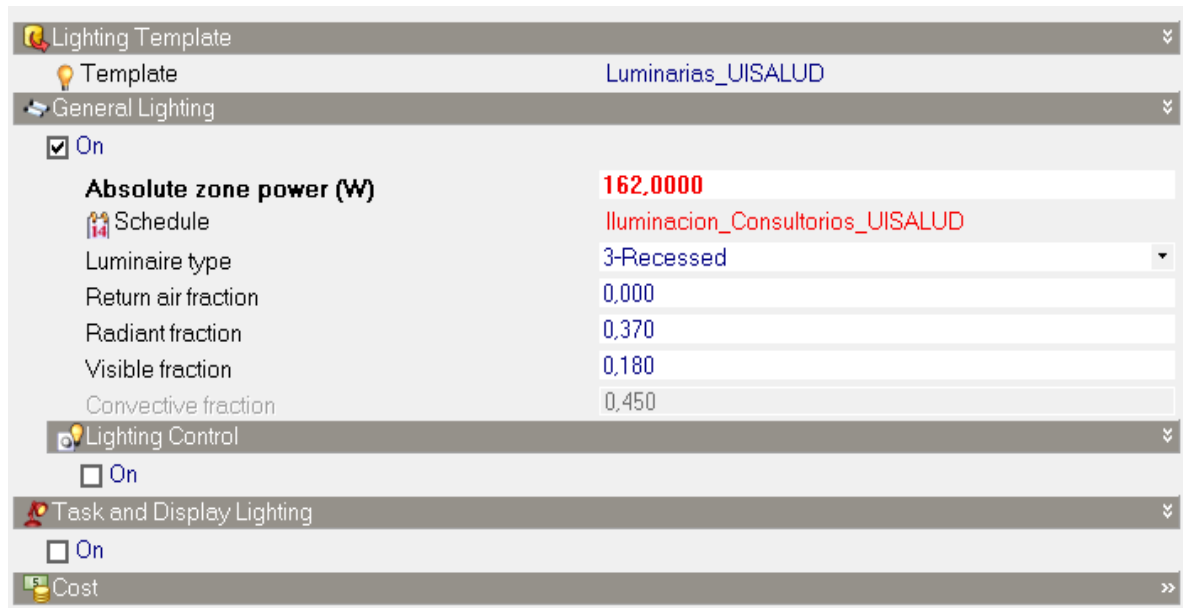 Lighting Template
Template Luminarias_UISALUD
General Lighting
On
Absolute zone power (W) 162,0000
14 Schedule Iluminacion_Consultorios_UISALUD
Luminaire type 3-Recessed
Return air fraction 0,000
Radiant fraction 0,370
Visible fraction 0,180
Convective fraction 0,450
Lighting Control
On
Task and Display Lighting
On
Cost